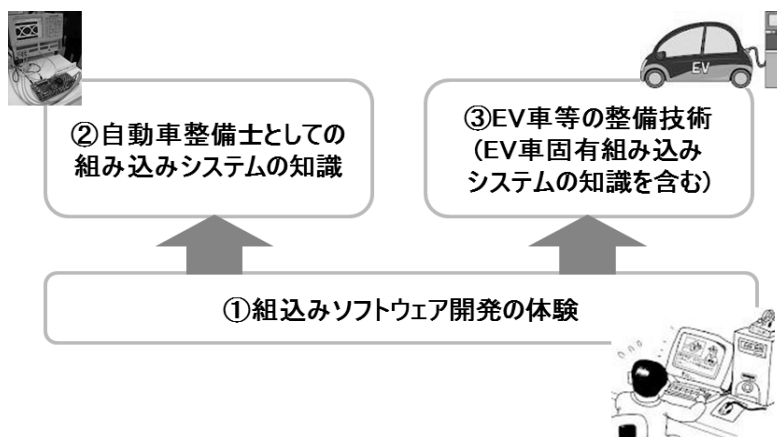 ②自動車整備士としての
組み込みシステムの知識
③EV車等の整備技術
(EV車固有組み込み
システムの知識を含む)
EV
①組込みソフトウェア開発の体験